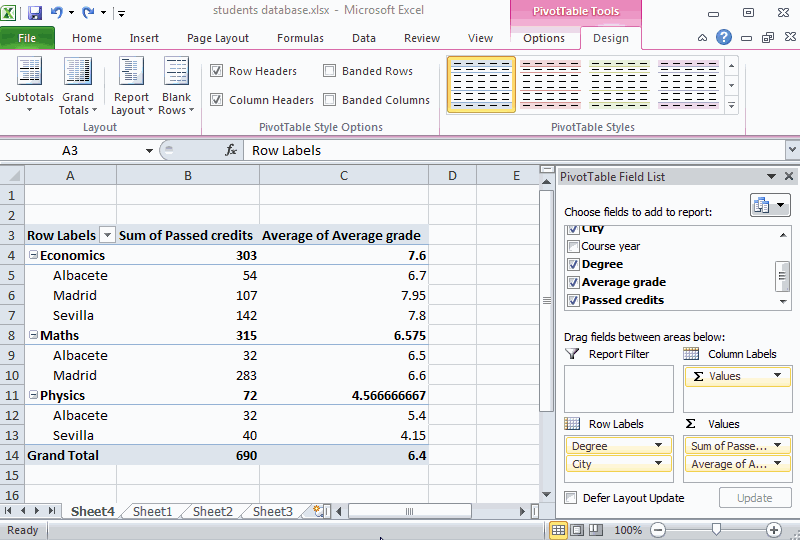 students database.xlsx - Microsoft Excel
PivotTable Tools
File Home Insert Page Layout Formulas Data Review View Options Design
Subtotals
Grand Totals
Report Layout
Blank Rows
Layout
Row Headers
Banded Rows
Column Headers
Banded Columns
PivotTable Style Options
PivotTable Styles
A3 fx Row Labels
A B C D E
1
2
3 Row Labels Sum of Passed credits Average of Average grade
4 Economics 303 7.6
5 Albacete 54 6.7
6 Madrid 107 7.95
7 Sevilla 142 7.8
8 Maths 315 6.575
9 Albacete 32 6.5
10 Madrid 283 6.6
11 Physics 72 4.566666667
12 Albacete 32 5.4
13 Sevilla 40 4.15
14 Grand Total 690 6.4
15
16
Sheet4 Sheet1 Sheet2 Sheet3
PivotTable Field List
Choose fields to add to report:
City
Course year
Degree
Average grade
Passed credits
Drag fields between areas below:
Report Filter
Column Labels
Σ Values
Row Labels
Σ Values
Degree
City
Sum of Passe...
Average of A...
Defer Layout Update
Update
Ready
100%